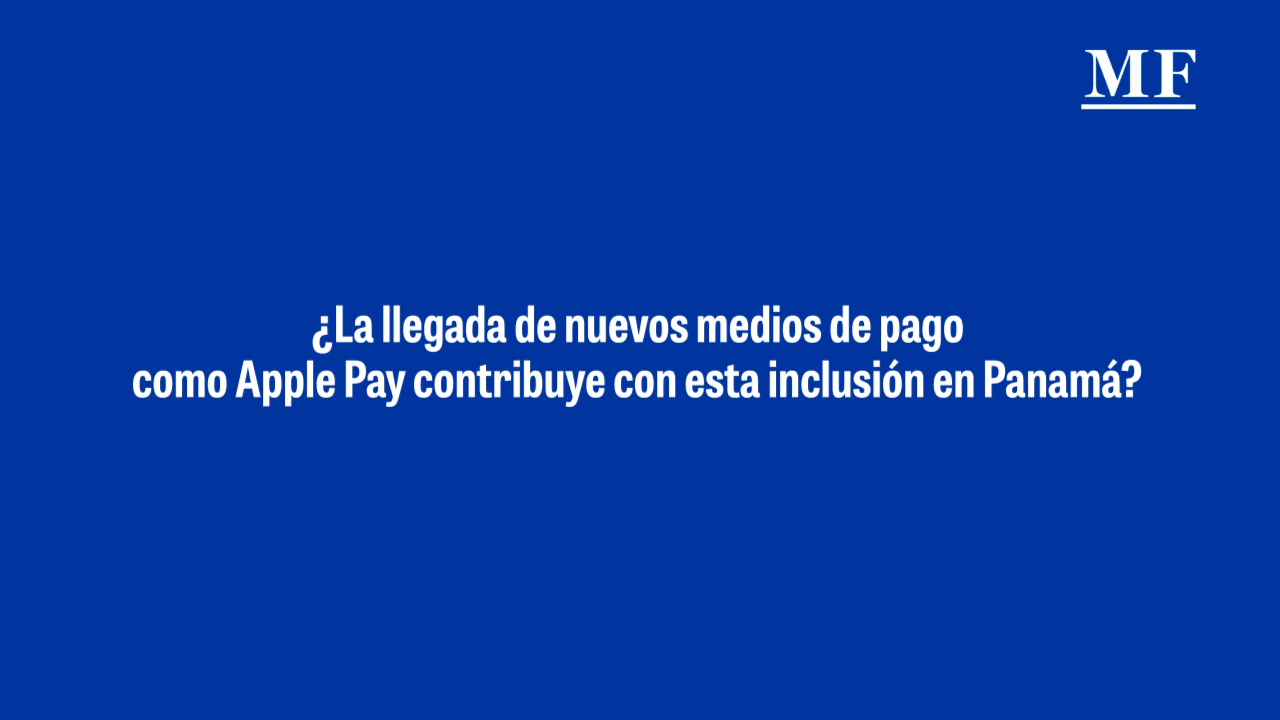 MF
¿La llegada de nuevos medios de pago
como Apple Pay contribuye con esta inclusión en Panamá?